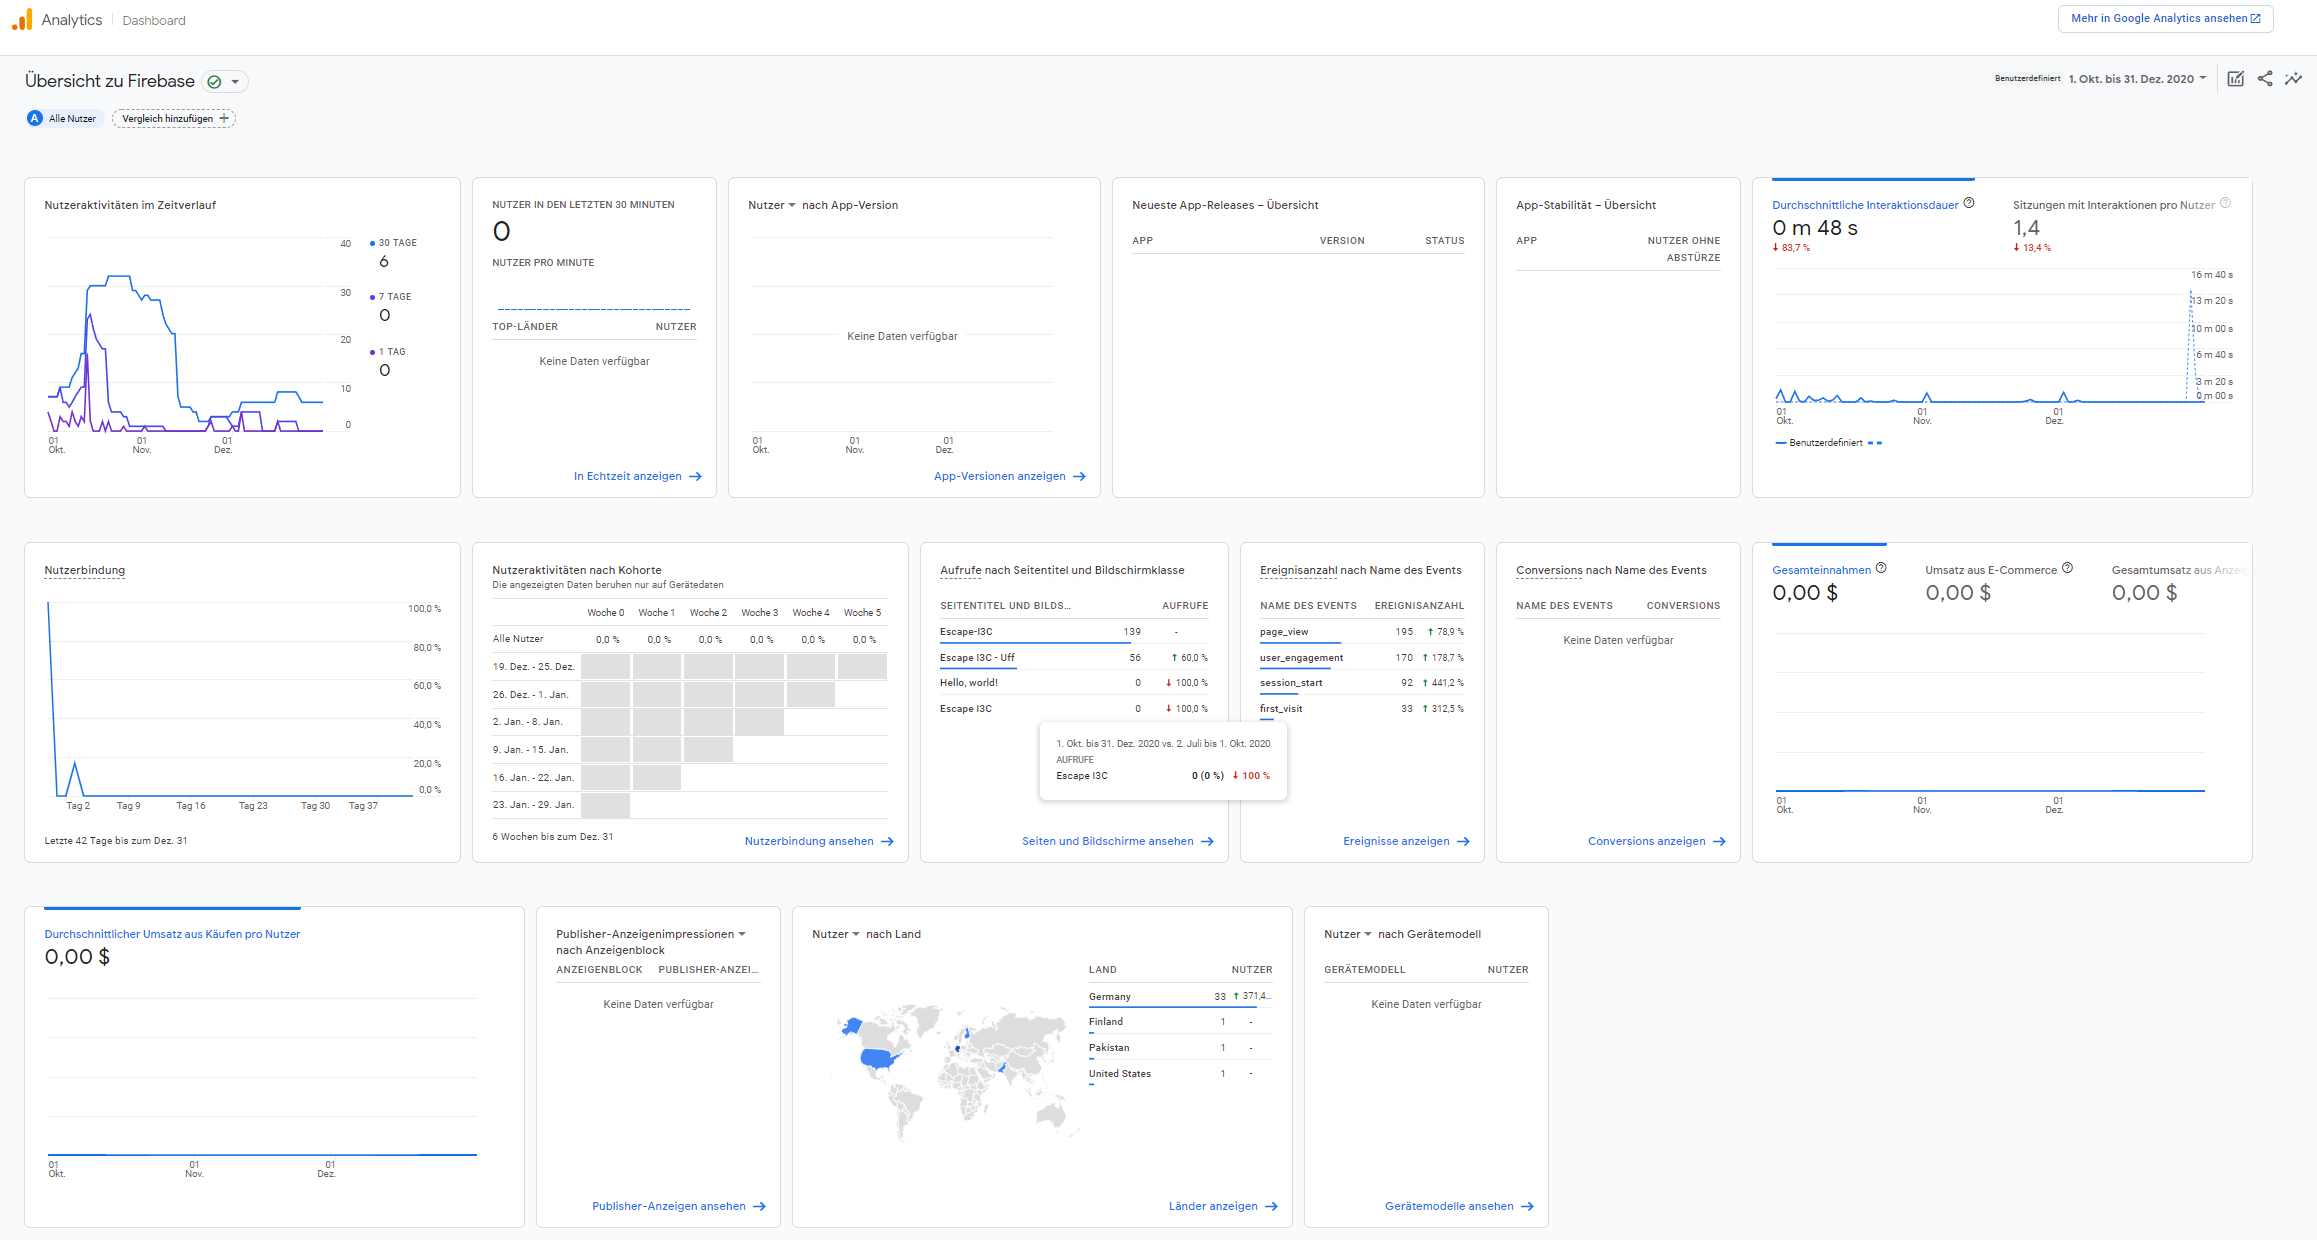 Analytics Dashboard
Mehr in Google Analytics ansehen
Übersicht zu Firebase
Benutzerdefiniert 1. Okt. bis 31. Dez. 2020
A Alle Nutzer
Vergleich hinzufügen
Nutzeraktivitäten im Zeitverlauf
40
30
20
10
0
01 Okt.
01 Nov.
01 Dez.
30 TAGE
6
7 TAGE
0
1 TAG
0
NUTZER IN DEN LETZTEN 30 MINUTEN
0
NUTZER PRO MINUTE
TOP-LÄNDER NUTZER
Keine Daten verfügbar
In Echtzeit anzeigen
Nutzer nach App-Version
Keine Daten verfügbar
01 Okt.
01 Nov.
01 Dez.
App-Versionen anzeigen
Neueste App-Releases – Übersicht
APP VERSION STATUS
App-Stabilität – Übersicht
APP NUTZER OHNE ABSTÜRZE
Durchschnittliche Interaktionsdauer
0 m 48 s
83,7 %
Sitzungen mit Interaktionen pro Nutzer
1,4
13,4 %
16 m 40 s
13 m 20 s
10 m 00 s
6 m 40 s
3 m 20 s
0 m 00 s
01 Okt.
01 Nov.
01 Dez.
Benutzerdefiniert
Nutzerbindung
100,0 %
80,0 %
60,0 %
40,0 %
20,0 %
0,0 %
Tag 2 Tag 9 Tag 16 Tag 23 Tag 30 Tag 37
Letzte 42 Tage bis zum Dez. 31
Nutzeraktivitäten nach Kohorte
Die angezeigten Daten beruhen nur auf Gerätedaten
Woche 0 Woche 1 Woche 2 Woche 3 Woche 4 Woche 5
Alle Nutzer 0,0 % 0,0 % 0,0 % 0,0 % 0,0 % 0,0 %
19. Dez. - 25. Dez.
26. Dez. - 1. Jan.
2. Jan. - 8. Jan.
9. Jan. - 15. Jan.
16. Jan. - 22. Jan.
23. Jan. - 29. Jan.
6 Wochen bis zum Dez. 31
Nutzerbindung ansehen
Aufrufe nach Seitentitel und Bildschirmklasse
SEITENTITEL UND BILDS... AUFRUFE
Escape-I3C 139 -
Escape I3C - Uff 56 60,0 %
Hello, world! 0 100,0 %
Escape I3C 0 100,0 %
1. Okt. bis 31. Dez. 2020 vs. 2. Juli bis 1. Okt. 2020
AUFRUFE
Escape I3C 0 (0 %) 100 %
Seiten und Bildschirme ansehen
Ereignisanzahl nach Name des Events
NAME DES EVENTS EREIGNISANZAHL
page_view 195 78,9 %
user_engagement 170 178,7 %
session_start 92 441,2 %
first_visit 33 312,5 %
Ereignisse anzeigen
Conversions nach Name des Events
NAME DES EVENTS CONVERSIONS
Keine Daten verfügbar
Conversions anzeigen
Gesamteinnahmen
0,00 $
Umsatz aus E-Commerce
0,00 $
Gesamtumsatz aus Anzeig
0,00 $
01 Okt.
01 Nov.
01 Dez.
Durchschnittlicher Umsatz aus Käufen pro Nutzer
0,00 $
01 Okt.
01 Nov.
01 Dez.
Publisher-Anzeigenimpressionen
nach Anzeigenblock
ANZEIGENBLOCK PUBLISHER-ANZEI...
Keine Daten verfügbar
Publisher-Anzeigen ansehen
Nutzer nach Land
LAND NUTZER
Germany 33 371,4...
Finland 1 -
Pakistan 1 -
United States 1 -
Länder anzeigen
Nutzer nach Gerätemodell
GERÄTEMODELL NUTZER
Keine Daten verfügbar
Gerätemodelle ansehen